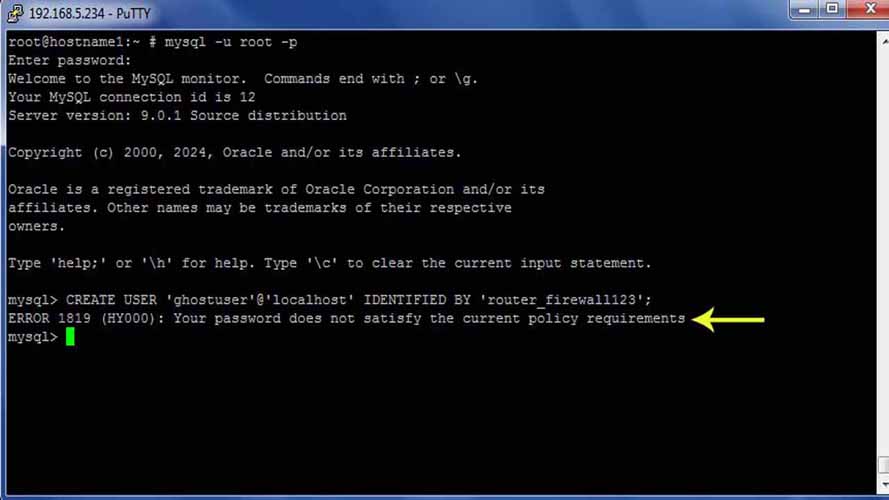 192.168.5.234 - PuTTY
root@hostname1:~ # mysql -u root -p
Enter password:
Welcome to the MySQL monitor.  Commands end with ; or \g.
Your MySQL connection id is 12
Server version: 9.0.1 Source distribution
Copyright (c) 2000, 2024, Oracle and/or its affiliates.
Oracle is a registered trademark of Oracle Corporation and/or its
affiliates. Other names may be trademarks of their respective
owners.
Type 'help;' or '\h' for help. Type '\c' to clear the current input statement.
mysql> CREATE USER 'ghostuser'@'localhost' IDENTIFIED BY 'router_firewall123';
ERROR 1819 (HY000): Your password does not satisfy the current policy requirements
mysql>